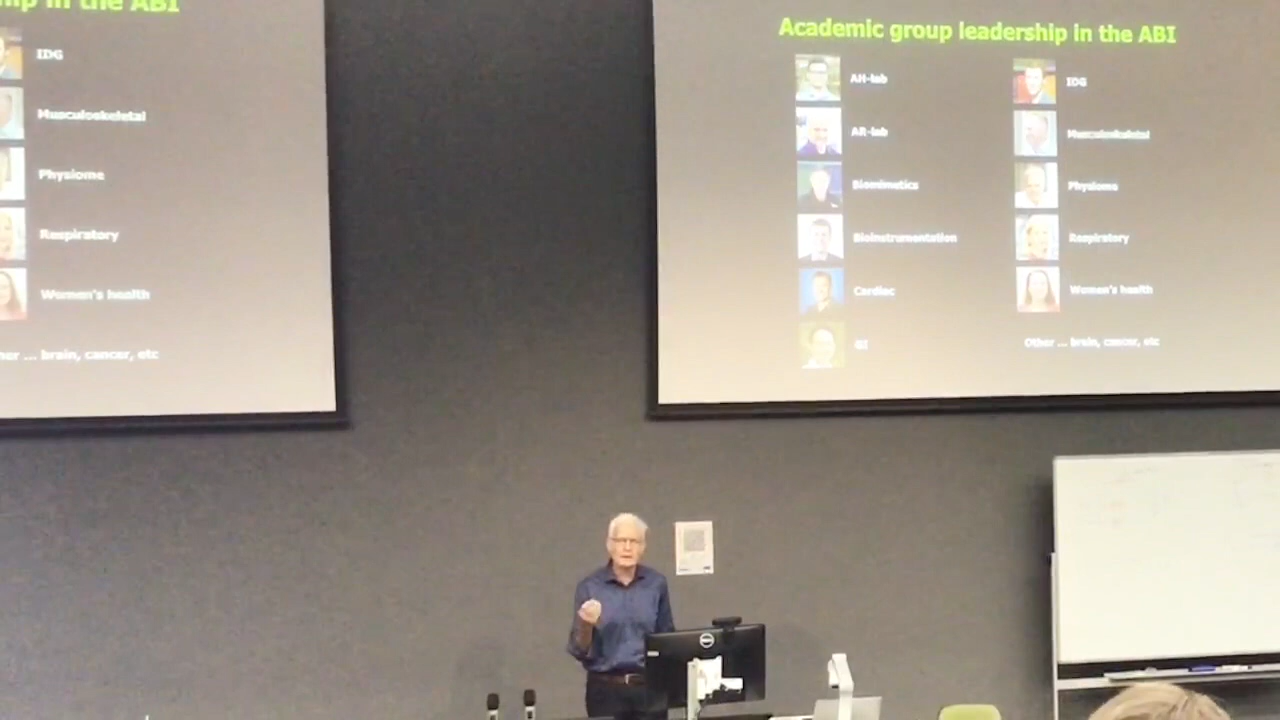 ship in the ABI
IDG
Musculoskeletal
Physiome
Respiratory
Women's health
her ... brain, cancer, etc
Academic group leadership in the ABI
AH-lab
AR-lab
Biomimetics
Bioinstrumentation
Cardiac
GI
IDG
Musculoskeletal
Physiome
Respiratory
Women's health
Other ... brain, cancer, etc
DELL